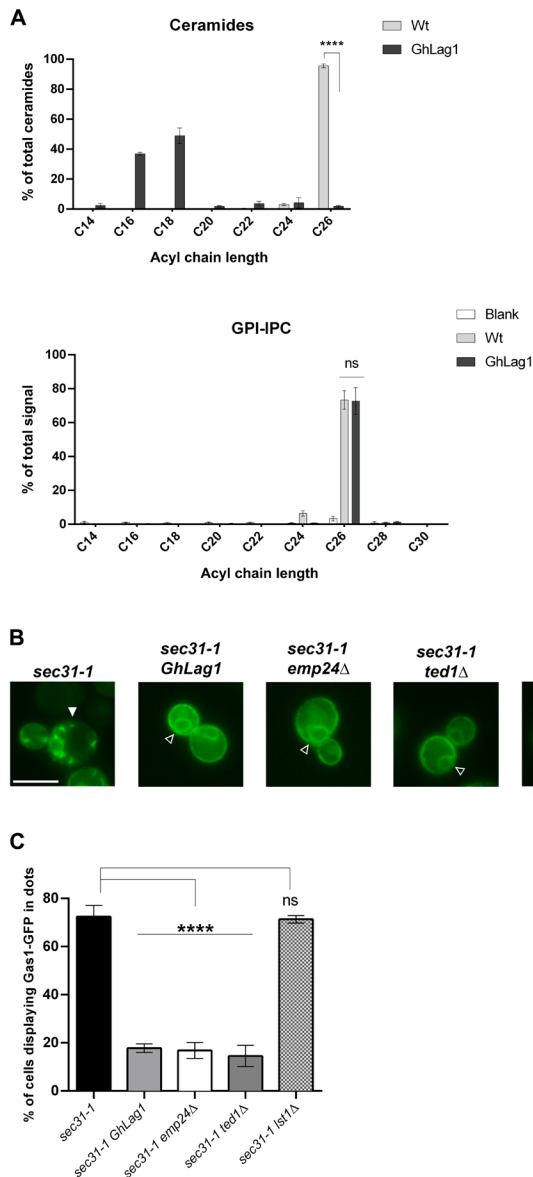 A
Ceramides
Wt
GhLag1
****
% of total ceramides
100
80
60
40
20
0
C14
C16
C18
C20
C22
C24
C26
Acyl chain length
GPI-IPC
Blank
Wt
GhLag1
ns
% of total signal
100
80
60
40
20
0
C14
C16
C18
C20
C22
C24
C26
C28
C30
Acyl chain length
B
sec31-1
sec31-1
GhLag1
sec31-1
emp24Δ
sec31-1
ted1Δ
C
% of cells displaying Gas1-GFP in dots
80
60
40
20
0
****
ns
sec31-1
sec31-1 GhLag1
sec31-1 emp24Δ
sec31-1 ted1Δ
sec31-1 lst1Δ